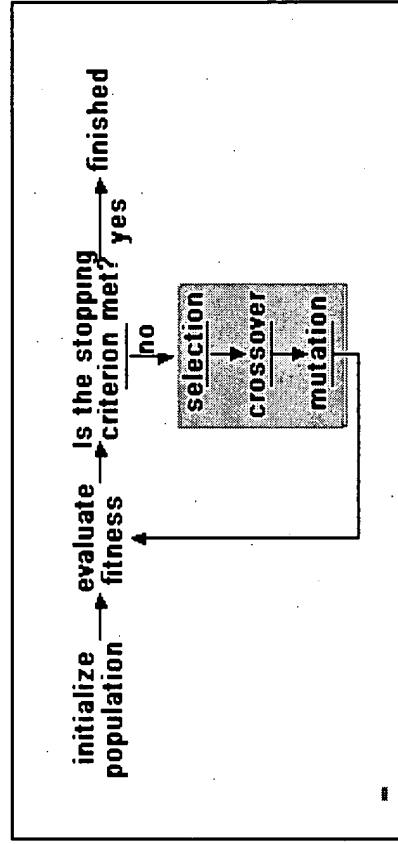 initialize
population
evaluate
fitness
Is the stopping
criterion met?
yes
finished
no
selection
crossover
mutation